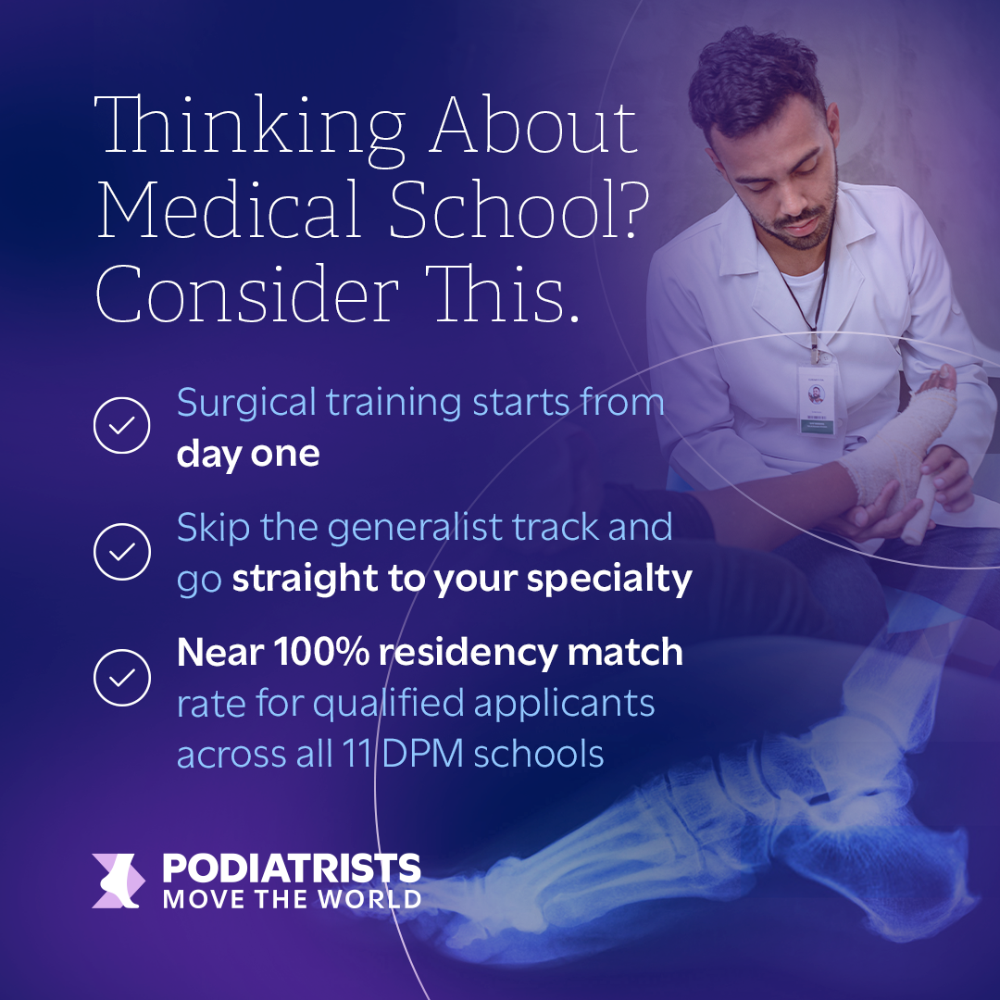 Thinking About
Medical School?
Consider This.
Surgical training starts from
day one
Skip the generalist track and
go straight to your specialty
Near 100% residency match
rate for qualified applicants
across all 11 DPM schools
PODIATRISTS
MOVE THE WORLD